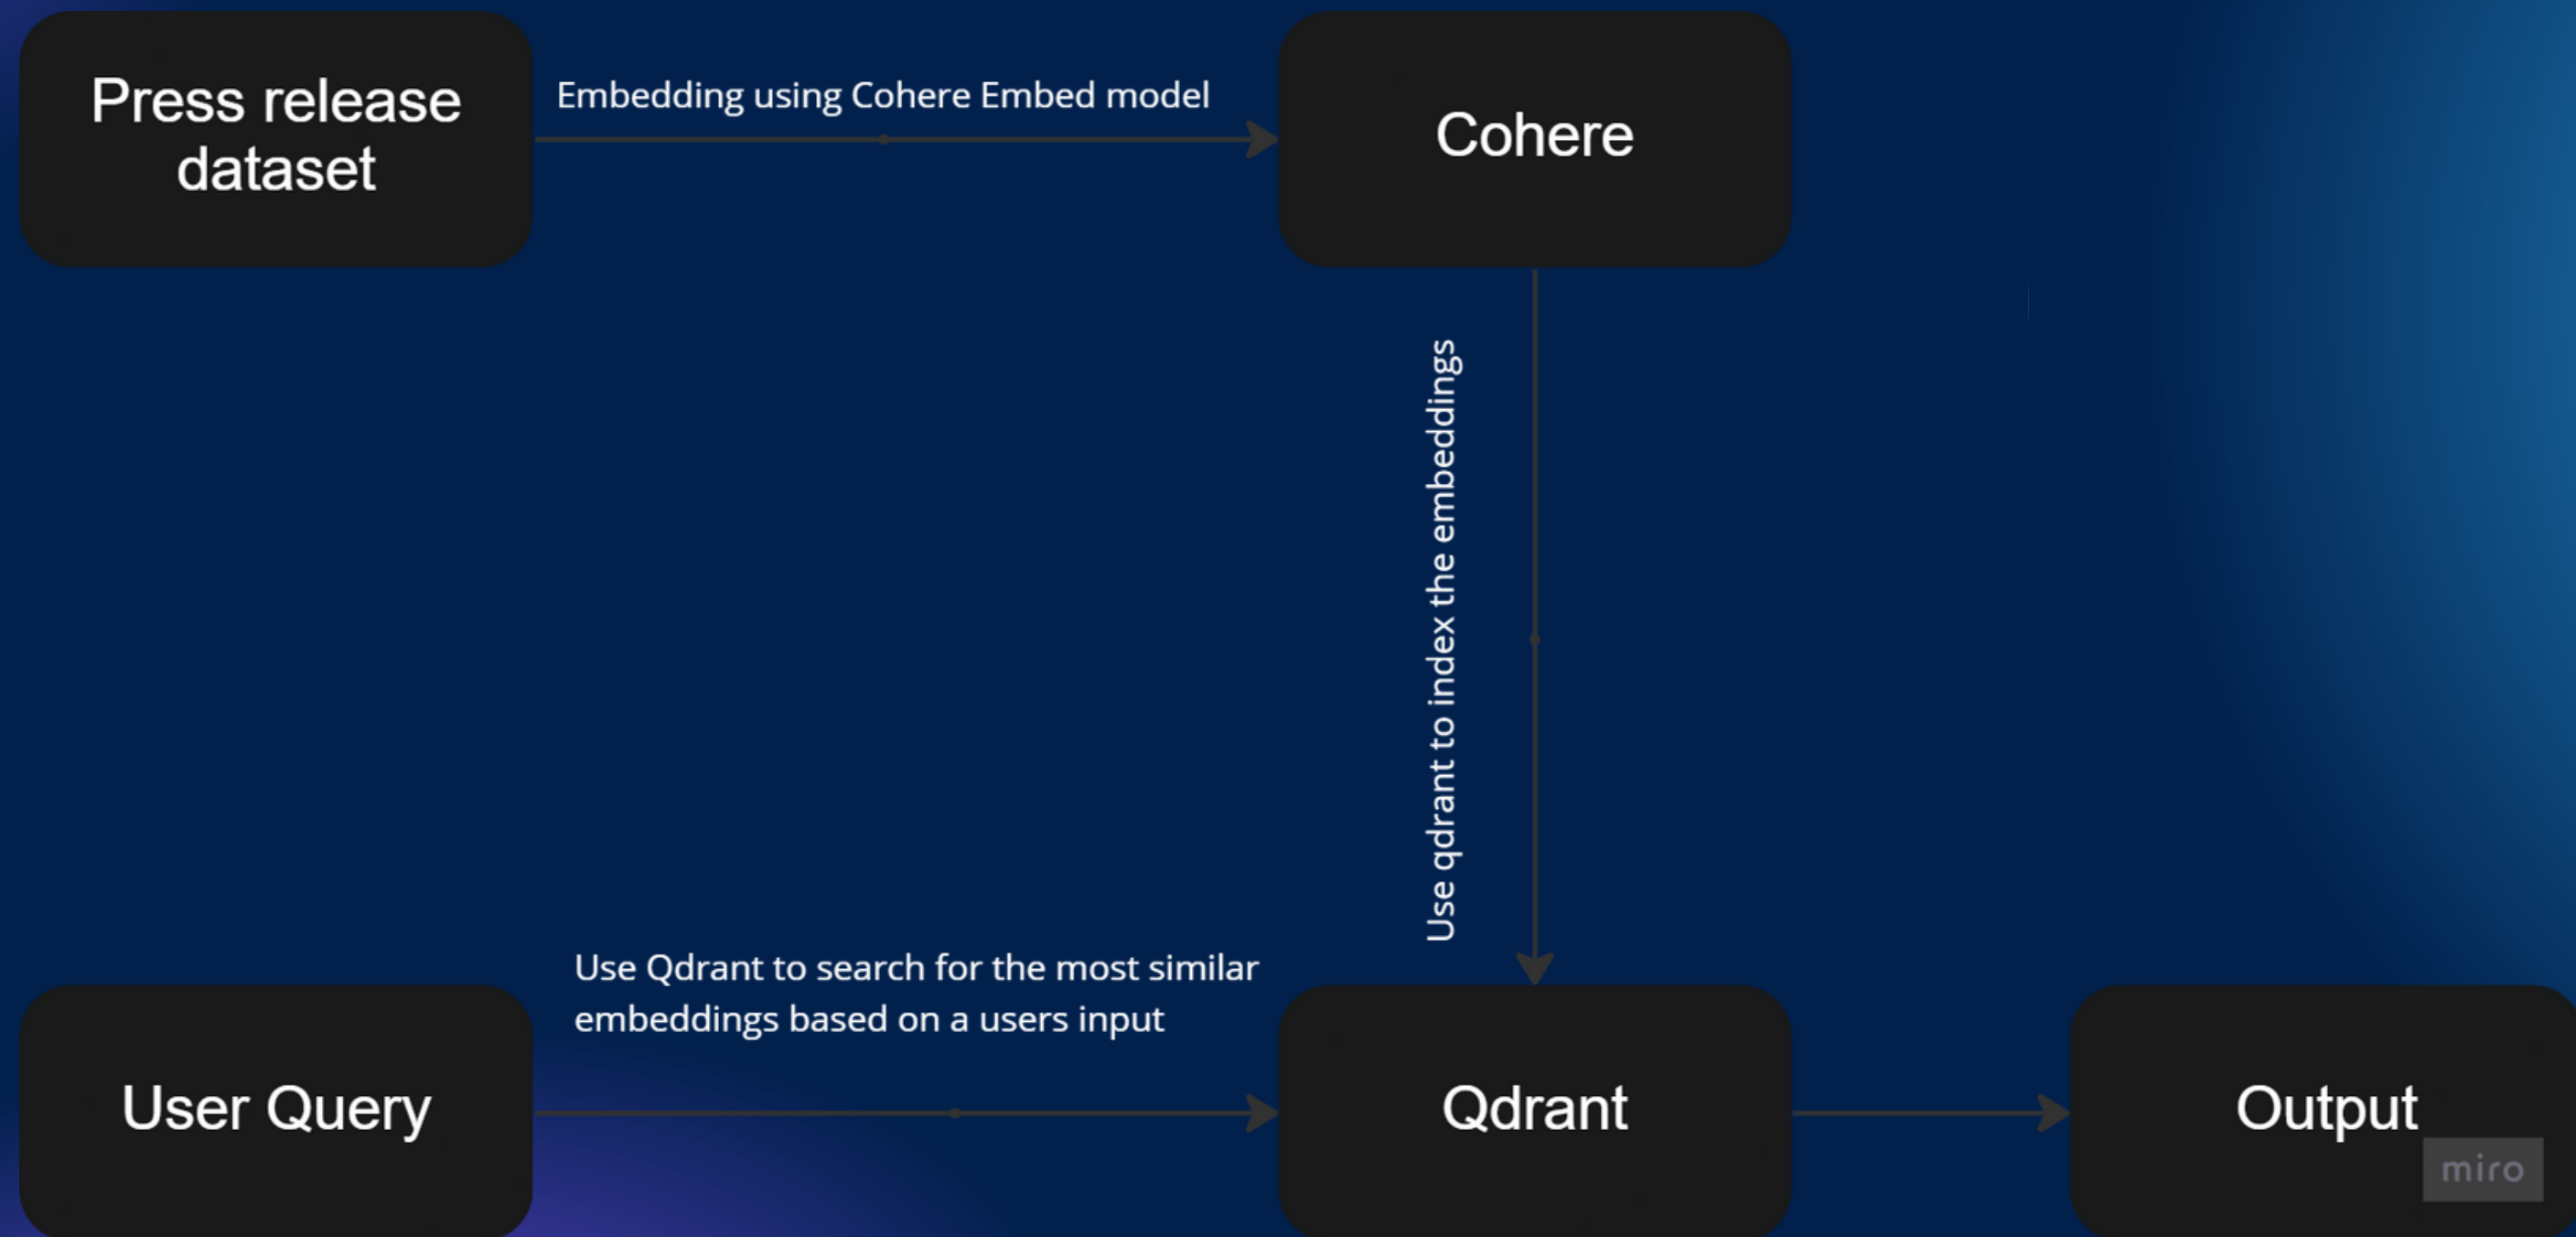 Press release
dataset
Embedding using Cohere Embed model
Cohere
Use qdrant to index the embeddings
Use Qdrant to search for the most similar
embeddings based on a users input
User Query
Qdrant
Output
miro